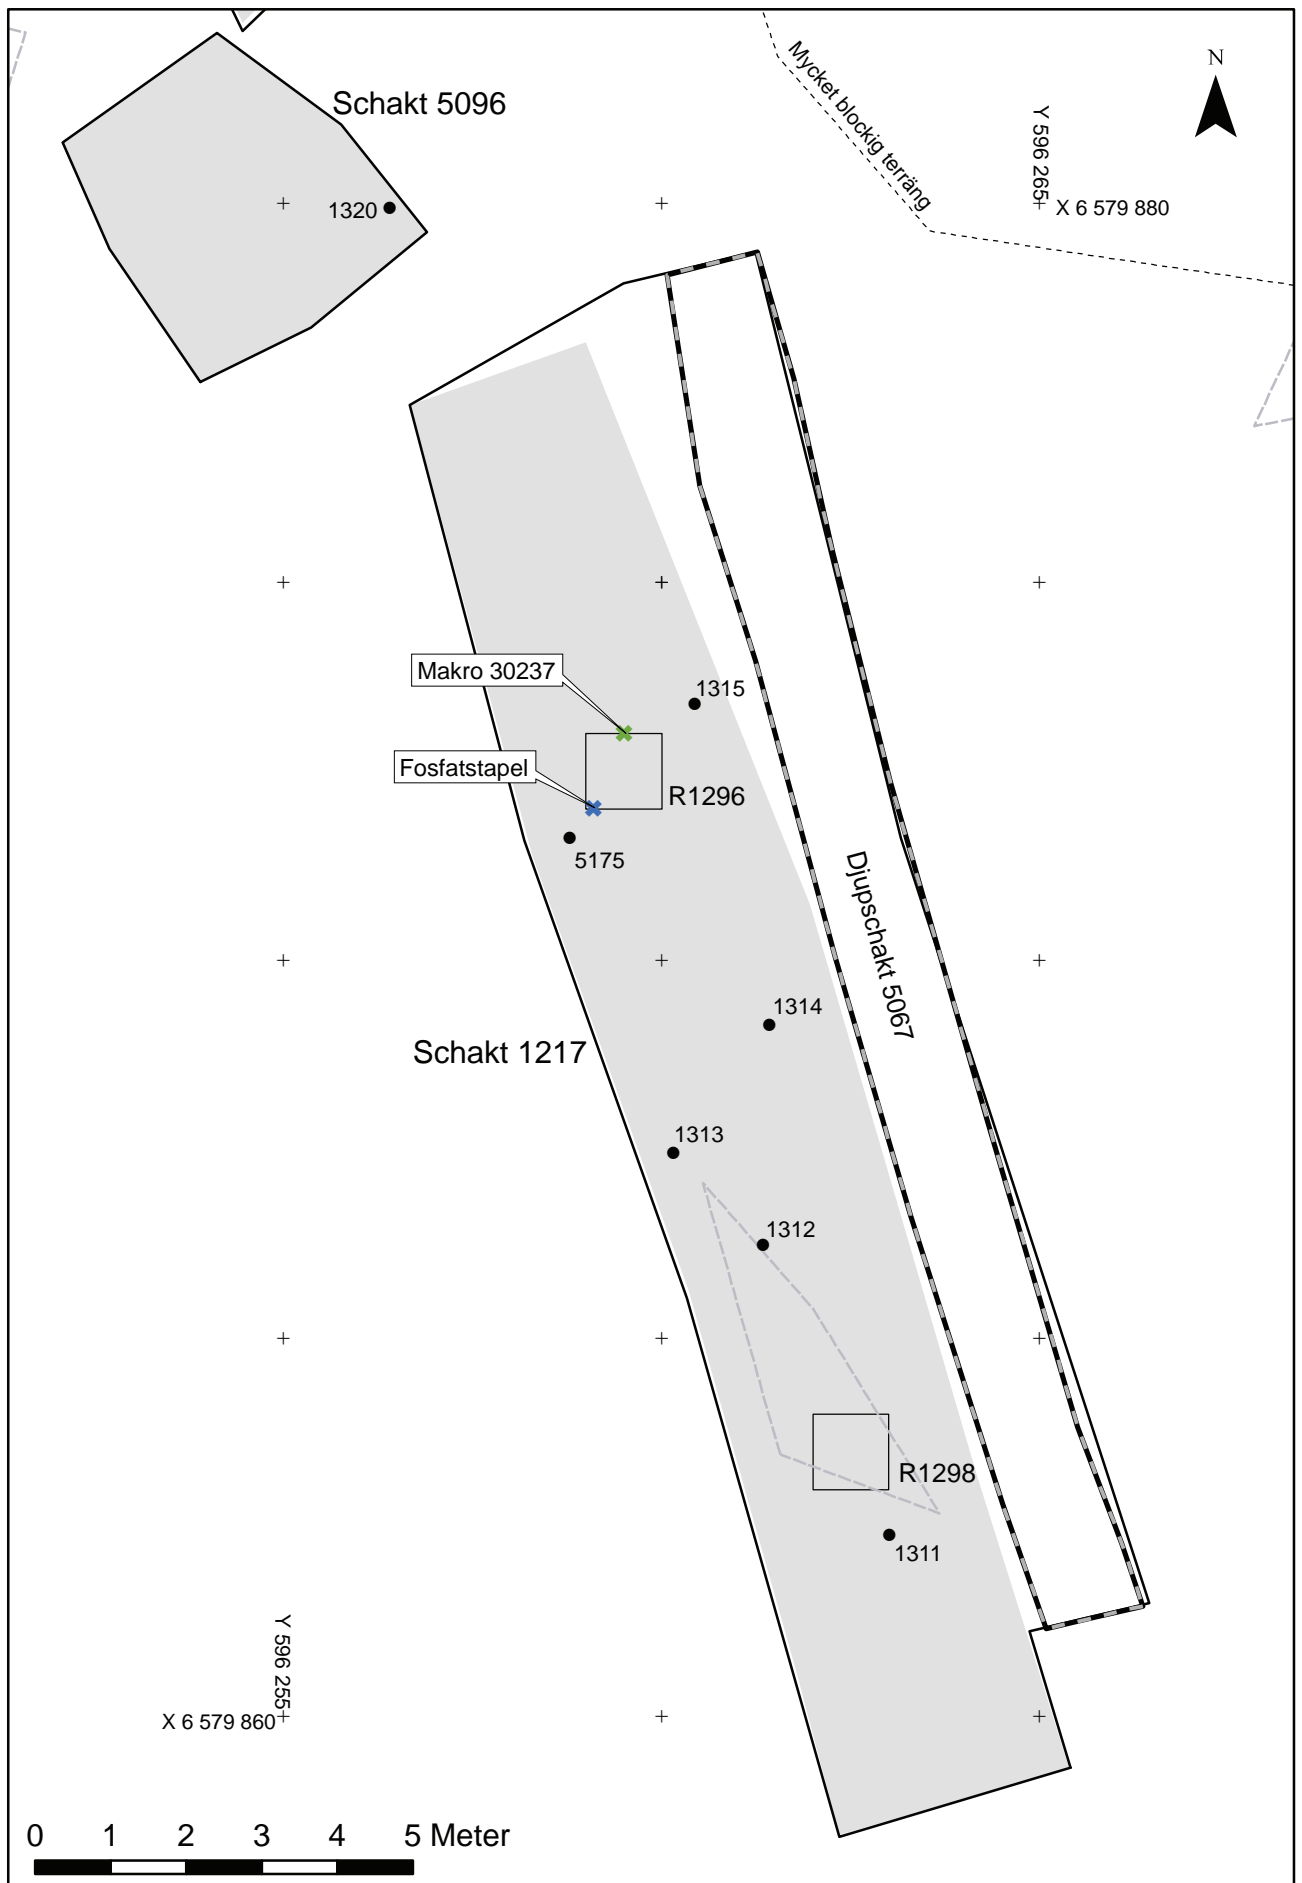 N
Mycket blockig terräng
Schakt 5096
Y 596 265
X 6 579 880
1320
Makro 30237
1315
Fosfatstapel
R1296
5175
Djupschakt 5067
1314
Schakt 1217
1313
1312
R1298
1311
Y 596 255
X 6 579 860
0 1 2 3 4 5 Meter